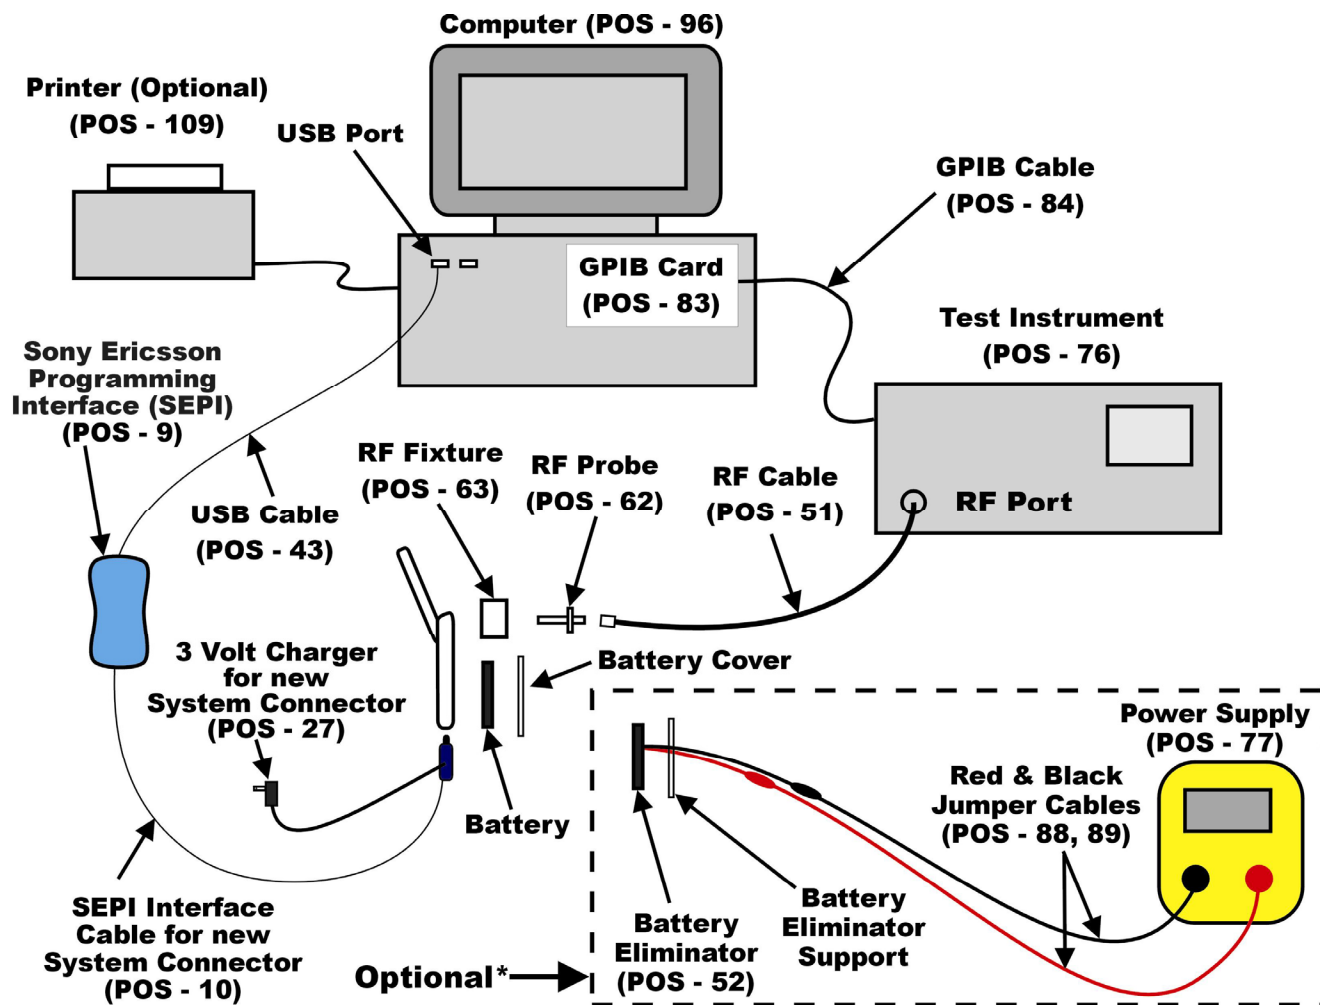 Computer (POS - 96)
Printer (Optional)
(POS - 109)
USB Port
GPIB Cable
(POS - 84)
GPIB Card
(POS - 83)
Test Instrument
(POS - 76)
Sony Ericsson
Programming
Interface (SEPI)
(POS - 9)
RF Fixture
(POS - 63)
RF Probe
(POS - 62)
RF Cable
(POS - 51)
RF Port
USB Cable
(POS - 43)
3 Volt Charger
for new
System Connector
(POS - 27)
Battery Cover
Power Supply
(POS - 77)
Red & Black
Jumper Cables
(POS - 88, 89)
Battery
Battery
Eliminator
Support
SEPI Interface
Cable for new
System Connector
(POS - 10)
Battery
Eliminator
(POS - 52)
Optional*